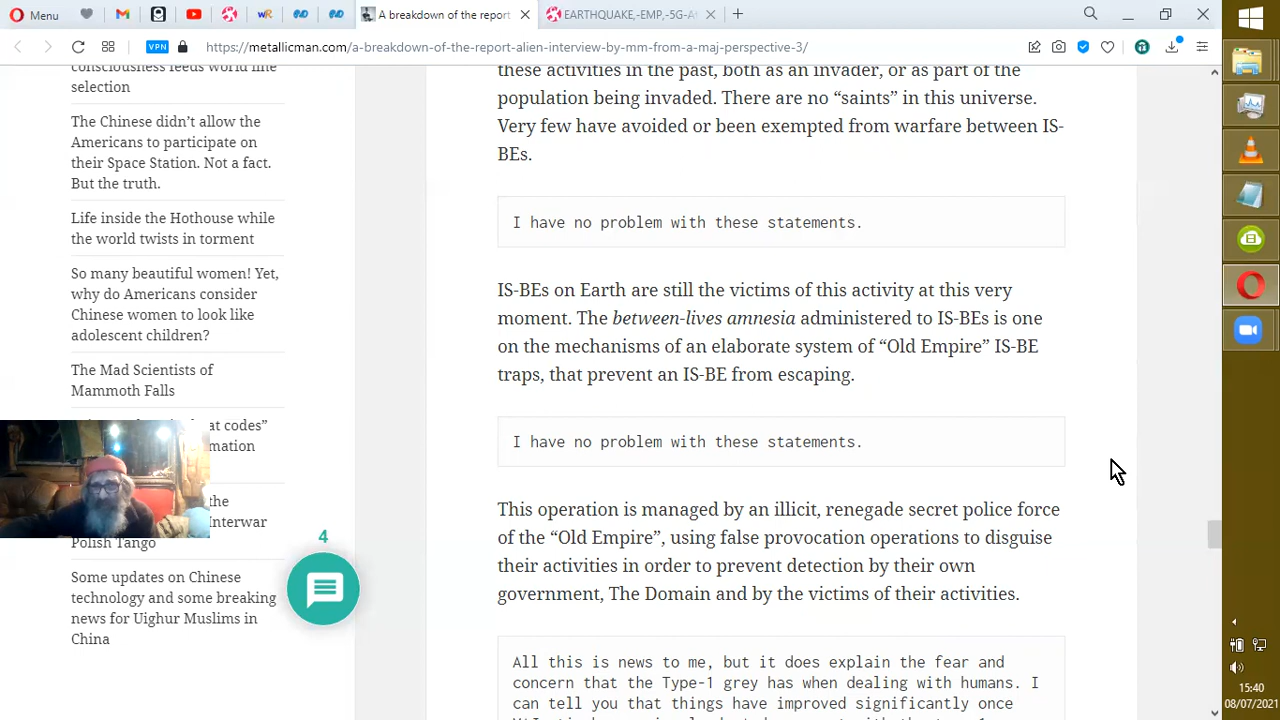 Menu
A breakdown of the report
EARTHQUAKE,-EMP,-5G-A
VPN
https://metallicman.com/a-breakdown-of-the-report-alien-interview-by-mm-from-a-maj-perspective-3/
consciousness feeds world line
selection
The Chinese didn’t allow the
Americans to participate on
their Space Station. Not a fact.
But the truth.
Life inside the Hothouse while
the world twists in torment
So many beautiful women! Yet,
why do Americans consider
Chinese women to look like
adolescent children?
The Mad Scientists of
Mammoth Falls
at codes”
mation
the
Interwar
Polish Tango
Some updates on Chinese
technology and some breaking
news for Uighur Muslims in
China
4
these activities in the past, both as an invader, or as part of the
population being invaded. There are no “saints” in this universe.
Very few have avoided or been exempted from warfare between IS-
BEs.
I have no problem with these statements.
IS-BEs on Earth are still the victims of this activity at this very
moment. The between-lives amnesia administered to IS-BEs is one
on the mechanisms of an elaborate system of “Old Empire” IS-BE
traps, that prevent an IS-BE from escaping.
I have no problem with these statements.
This operation is managed by an illicit, renegade secret police force
of the “Old Empire”, using false provocation operations to disguise
their activities in order to prevent detection by their own
government, The Domain and by the victims of their activities.
All this is news to me, but it does explain the fear and
concern that the Type-1 grey has when dealing with humans. I
can tell you that things have improved significantly once
15:40
08/07/2021